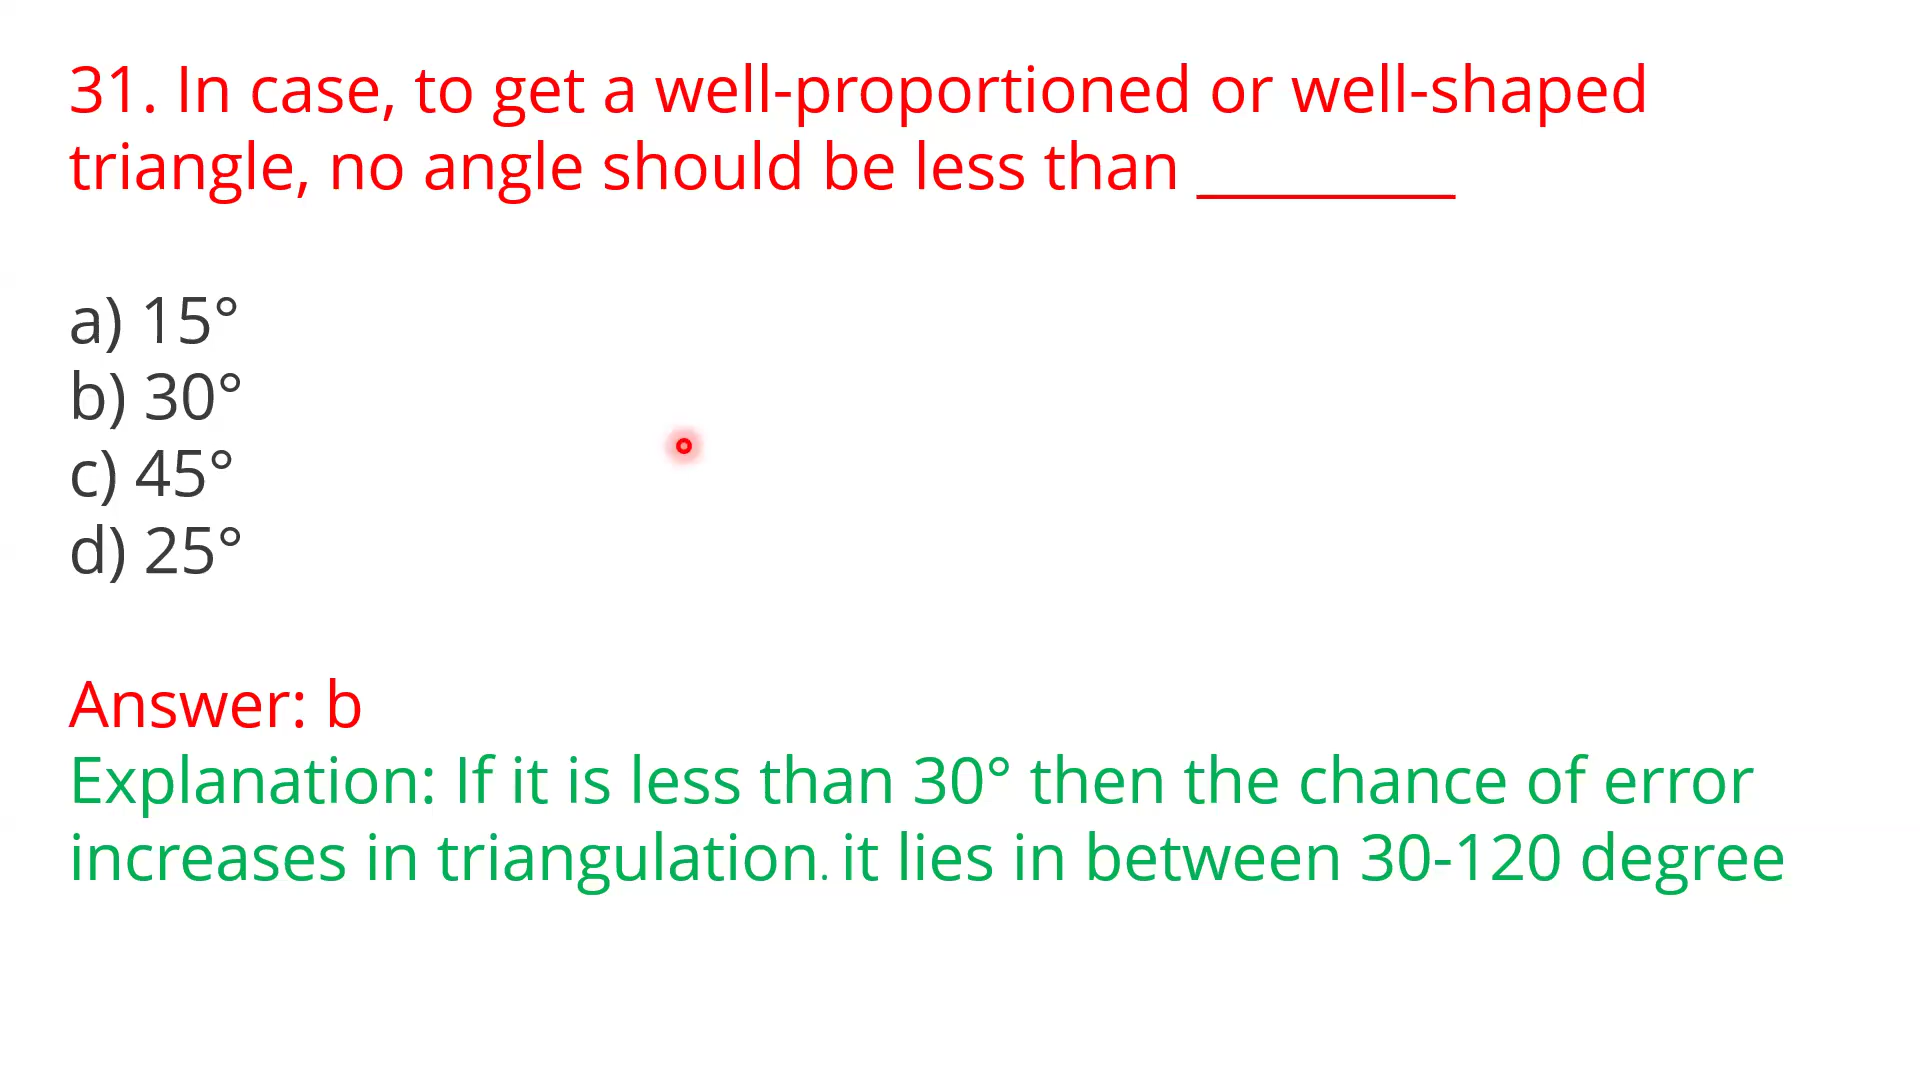 31. In case, to get a well-proportioned or well-shaped
triangle, no angle should be less than ________
a) 15°
b) 30°
c) 45°
d) 25°
Answer: b
Explanation: If it is less than 30° then the chance of error
increases in triangulation. it lies in between 30-120 degree